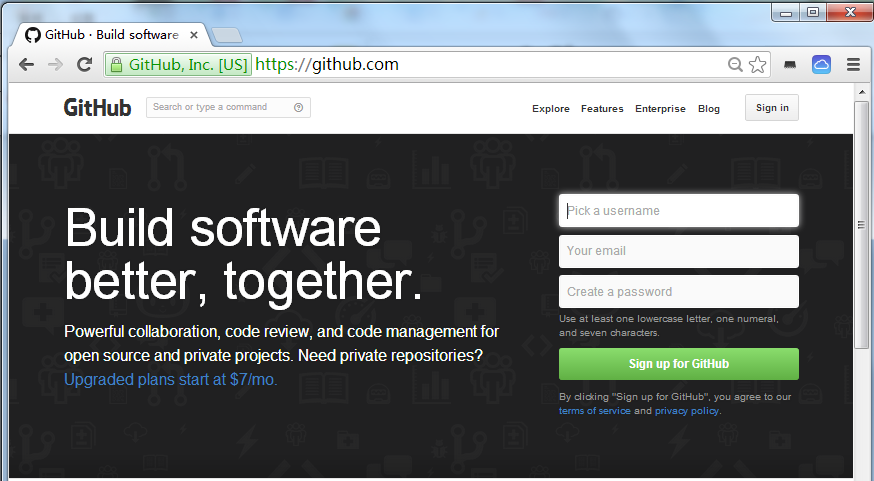 GitHub · Build software
GitHub, Inc. [US] https://github.com
GitHub
Search or type a command
Explore Features Enterprise Blog Sign in
Build software
better, together.
Powerful collaboration, code review, and code management for
open source and private projects. Need private repositories?
Upgraded plans start at $7/mo.
Pick a username
Your email
Create a password
Use at least one lowercase letter, one numeral,
and seven characters.
Sign up for GitHub
By clicking "Sign up for GitHub", you agree to our
terms of service and privacy policy.